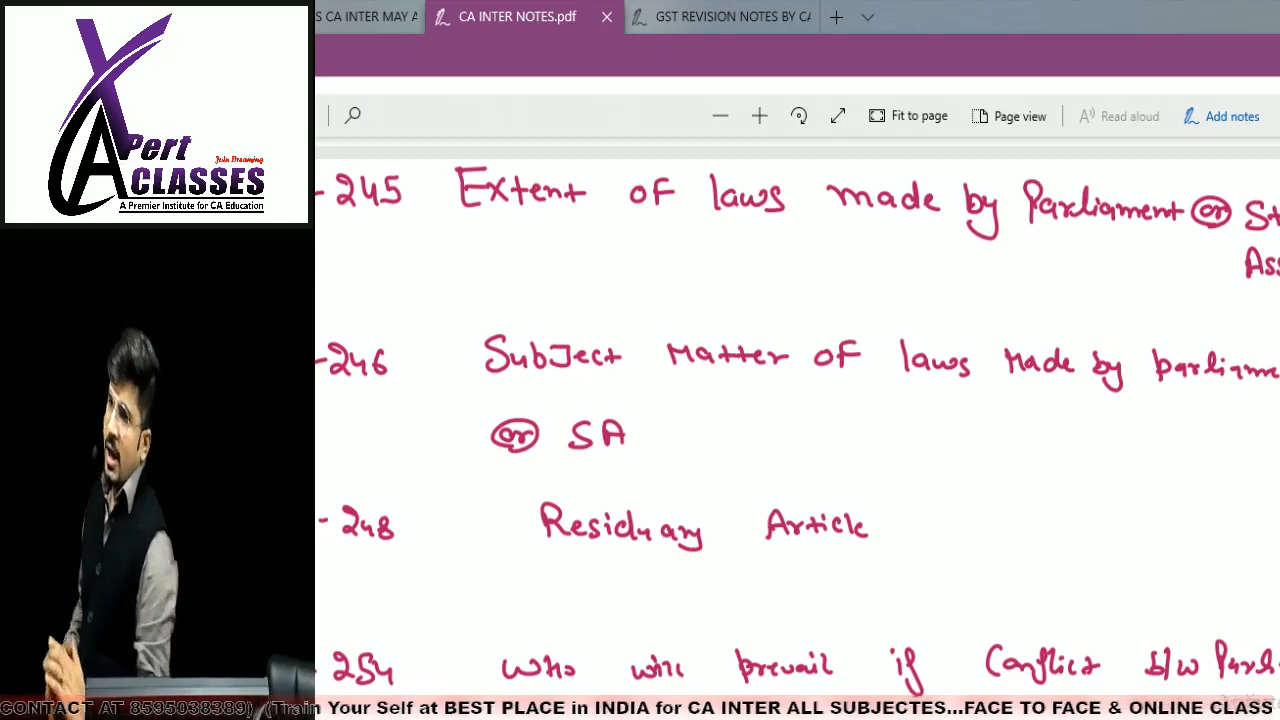 S CA INTER MAY A
CA INTER NOTES.pdf
GST REVISION NOTES BY CA
XPert
Join Dreaming
CA CLASSES
A Premier Institute for CA Education
Fit to page
Page view
Read aloud
Add notes
-245 Extent of laws made by Parliament or St
Ass
-246 Subject Matter of laws Made by parliame
or SA
-248 Residuary Article
-254 Who will prevail if Conflict b/w Parli
CONTACT AT 8595038389) (Train Your Self at BEST PLACE in INDIA for CA INTER ALL SUBJECTES...FACE TO FACE & ONLINE CLASS